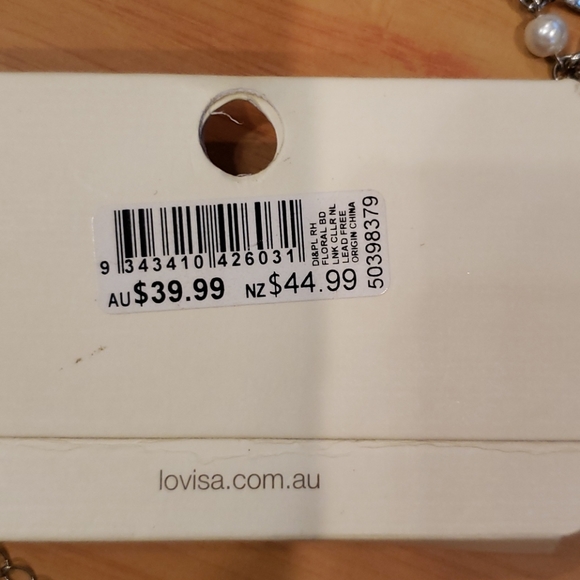 9 343410 426031
AU $39.99 NZ $44.99
DI&PL RH
FLORAL BD
LNK CLLR NL
LEAD FREE
ORIGIN CHINA
50398379
lovisa.com.au